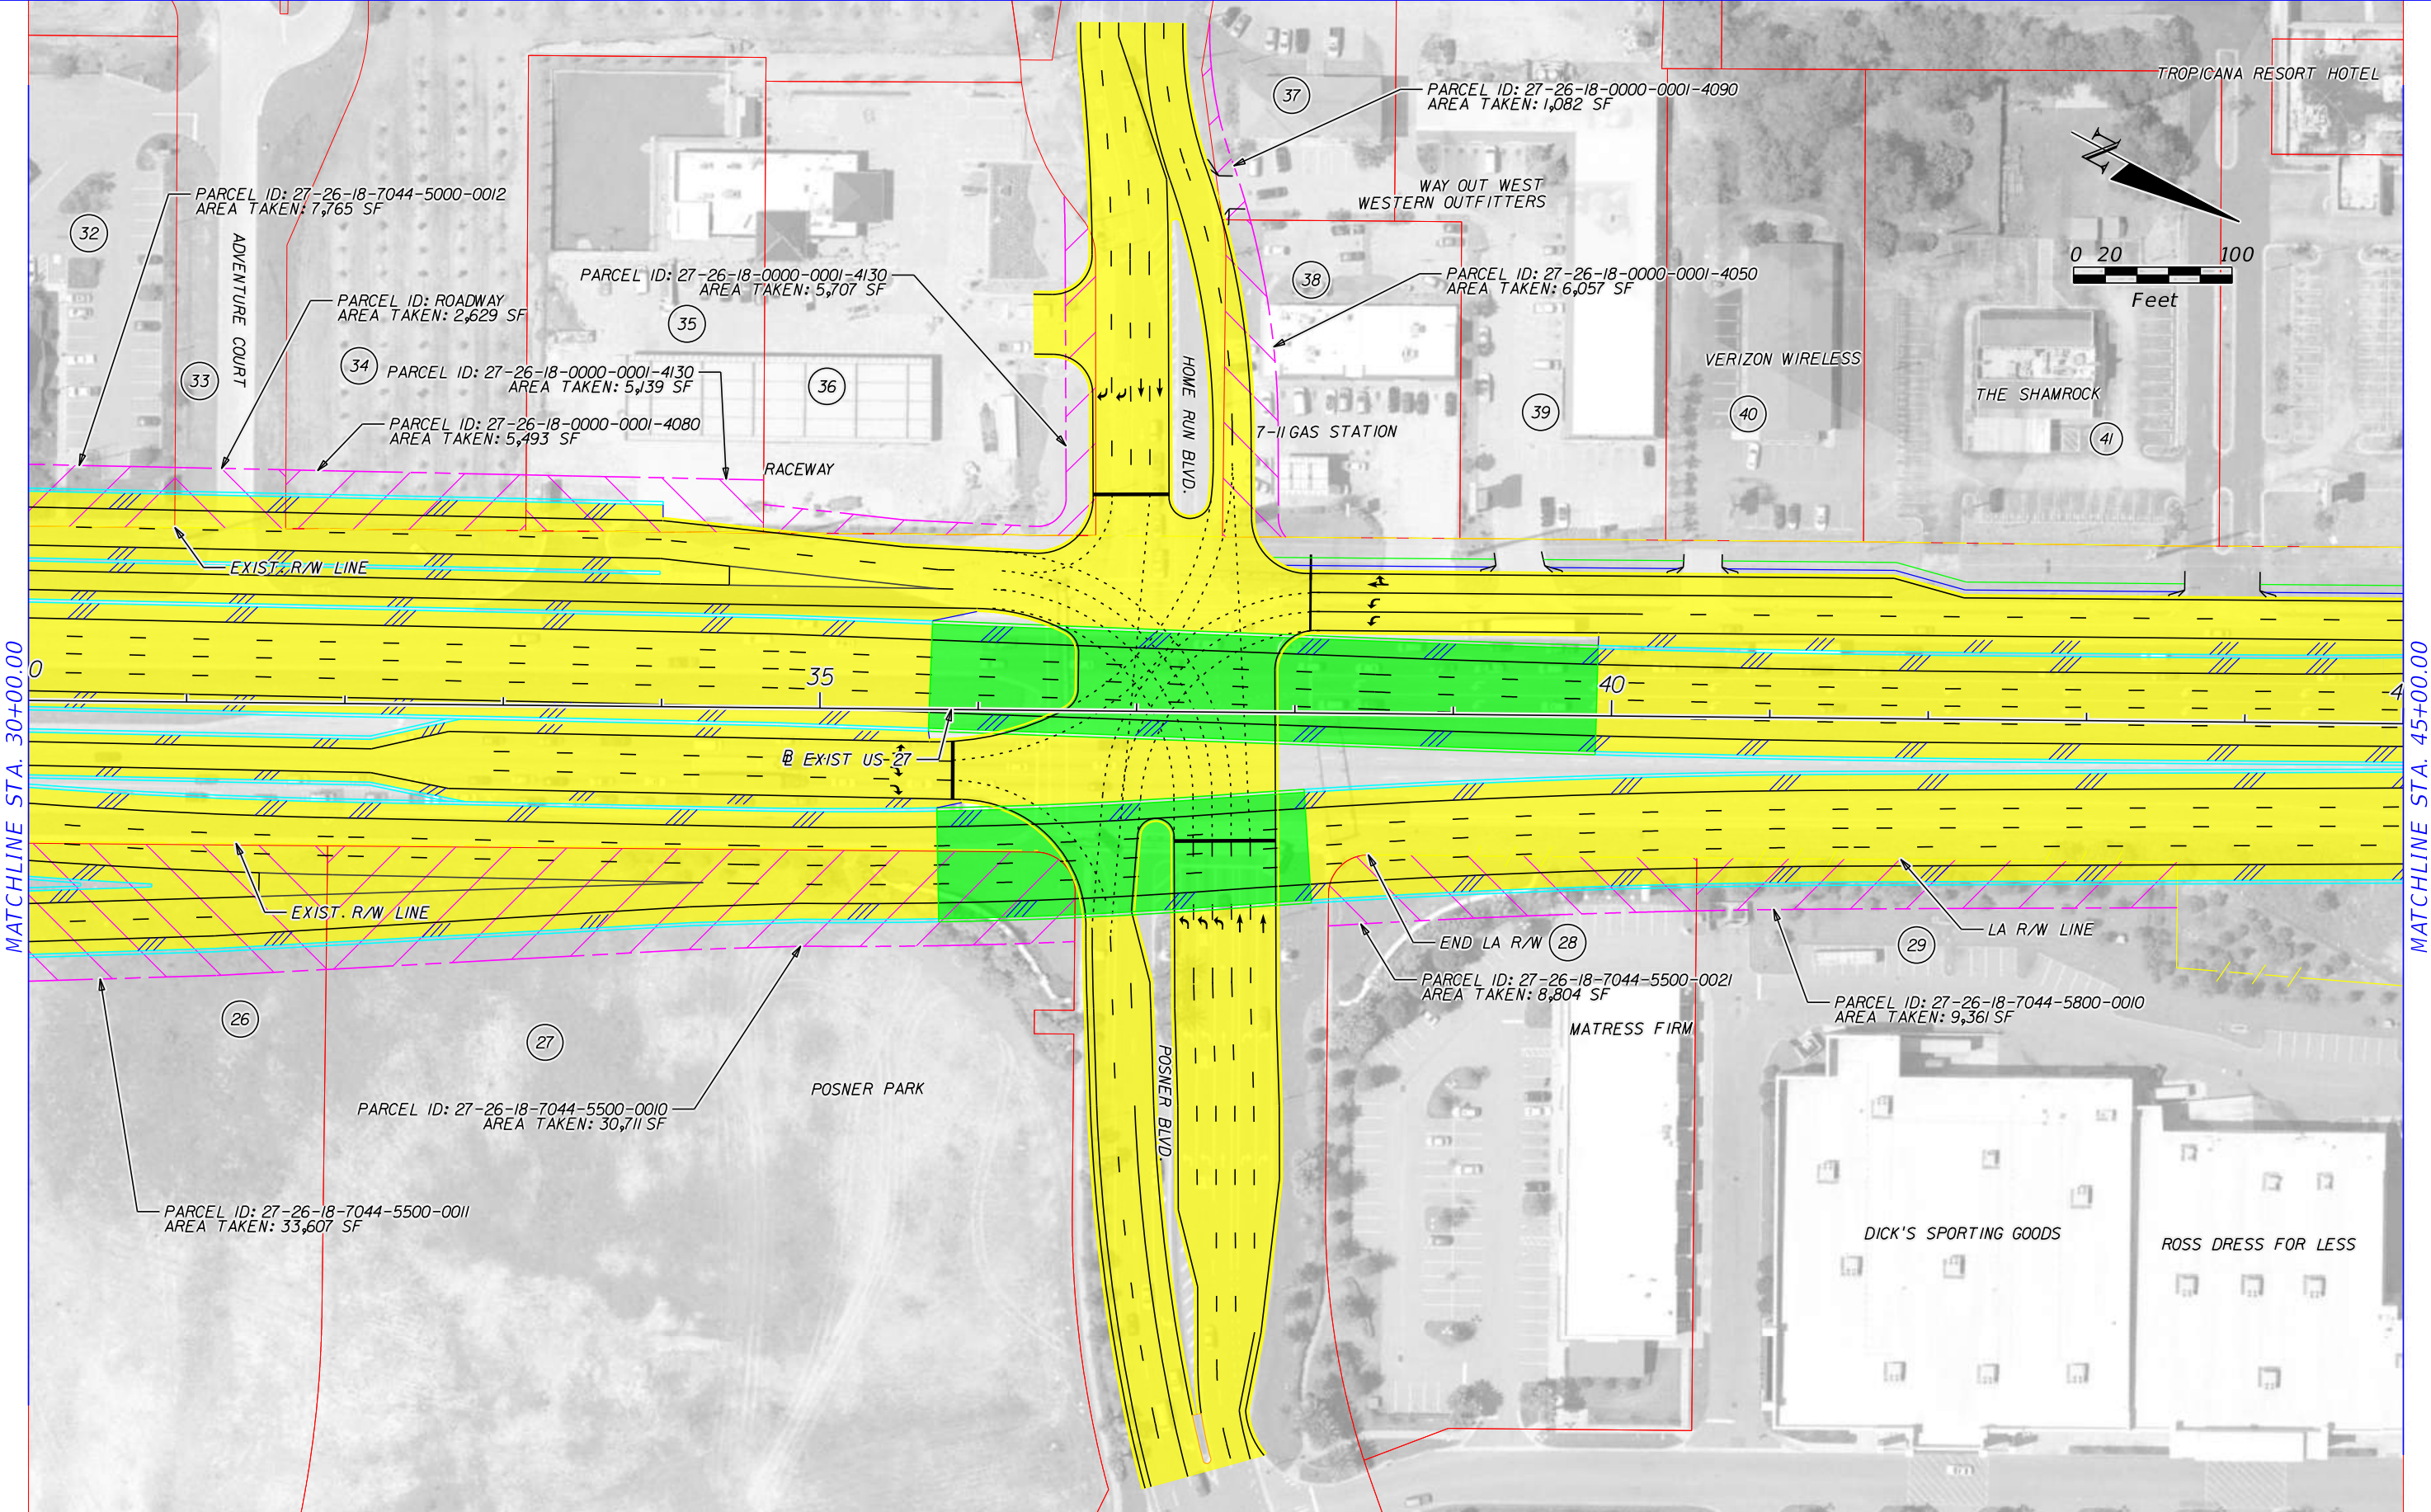 TROPICANA RESORT HOTEL
37
PARCEL ID: 27-26-18-0000-0001-4090
AREA TAKEN: 1,082 SF
N
WAY OUT WEST
WESTERN OUTFITTERS
PARCEL ID: 27-26-18-7044-5000-0012
AREA TAKEN: 7,765 SF
32
ADVENTURE COURT
0 20 100
Feet
PARCEL ID: 27-26-18-0000-0001-4130
AREA TAKEN: 5,707 SF
38
PARCEL ID: 27-26-18-0000-0001-4050
AREA TAKEN: 6,057 SF
PARCEL ID: ROADWAY
AREA TAKEN: 2,629 SF
35
34
33
PARCEL ID: 27-26-18-0000-0001-4130
AREA TAKEN: 5,139 SF
36
HOME RUN BLVD.
VERIZON WIRELESS
THE SHAMROCK
39
40
41
PARCEL ID: 27-26-18-0000-0001-4080
AREA TAKEN: 5,493 SF
7-11 GAS STATION
RACEWAY
EXIST. R/W LINE
0
35
40
-4
MATCHLINE STA. 30+00.00
MATCHLINE STA. 45+00.00
B EXIST US-27
EXIST. R/W LINE
END LA R/W
28
29
LA R/W LINE
PARCEL ID: 27-26-18-7044-5500-0021
AREA TAKEN: 8,804 SF
PARCEL ID: 27-26-18-7044-5800-0010
AREA TAKEN: 9,361 SF
26
27
MATRESS FIRM
POSNER BLVD.
POSNER PARK
PARCEL ID: 27-26-18-7044-5500-0010
AREA TAKEN: 30,711 SF
PARCEL ID: 27-26-18-7044-5500-0011
AREA TAKEN: 33,607 SF
DICK'S SPORTING GOODS
ROSS DRESS FOR LESS